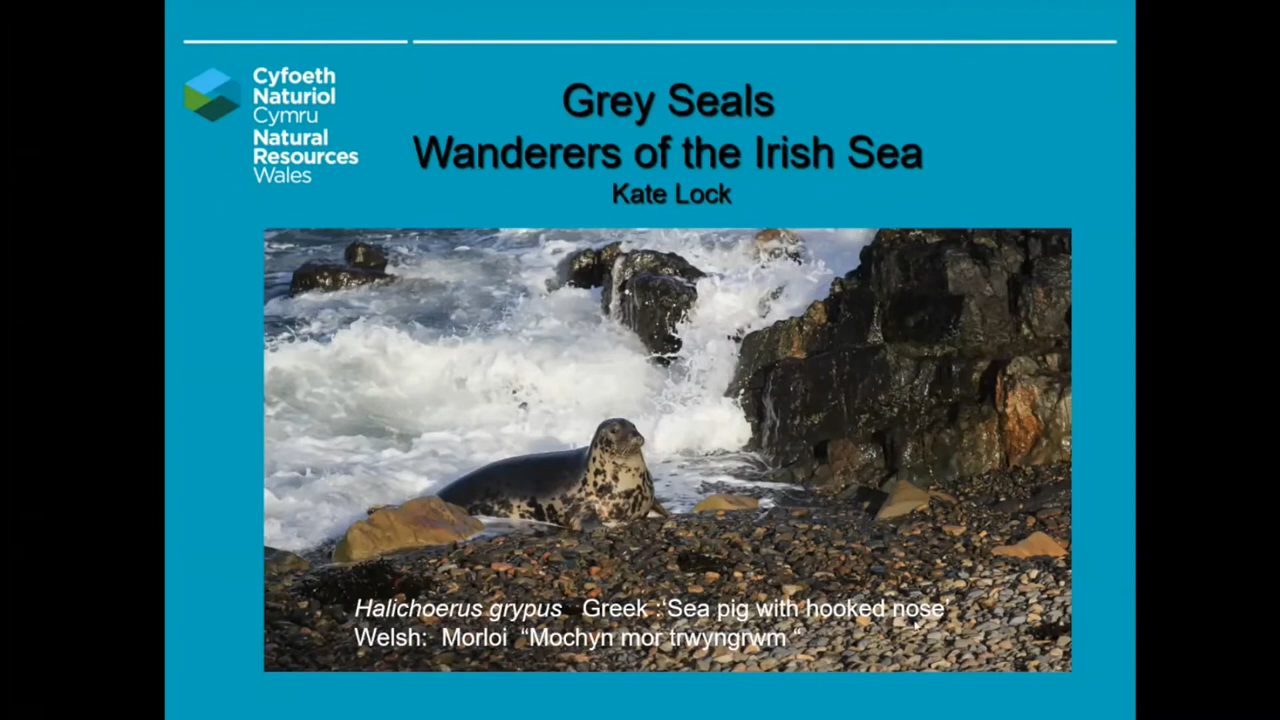 Cyfoeth
Naturiol
Cymru
Natural
Resources
Wales
Grey Seals
Wanderers of the Irish Sea
Kate Lock
Halichoerus grypus Greek :‘Sea pig with hooked nose’
Welsh: Morloi “Mochyn mor trwyngrwm “